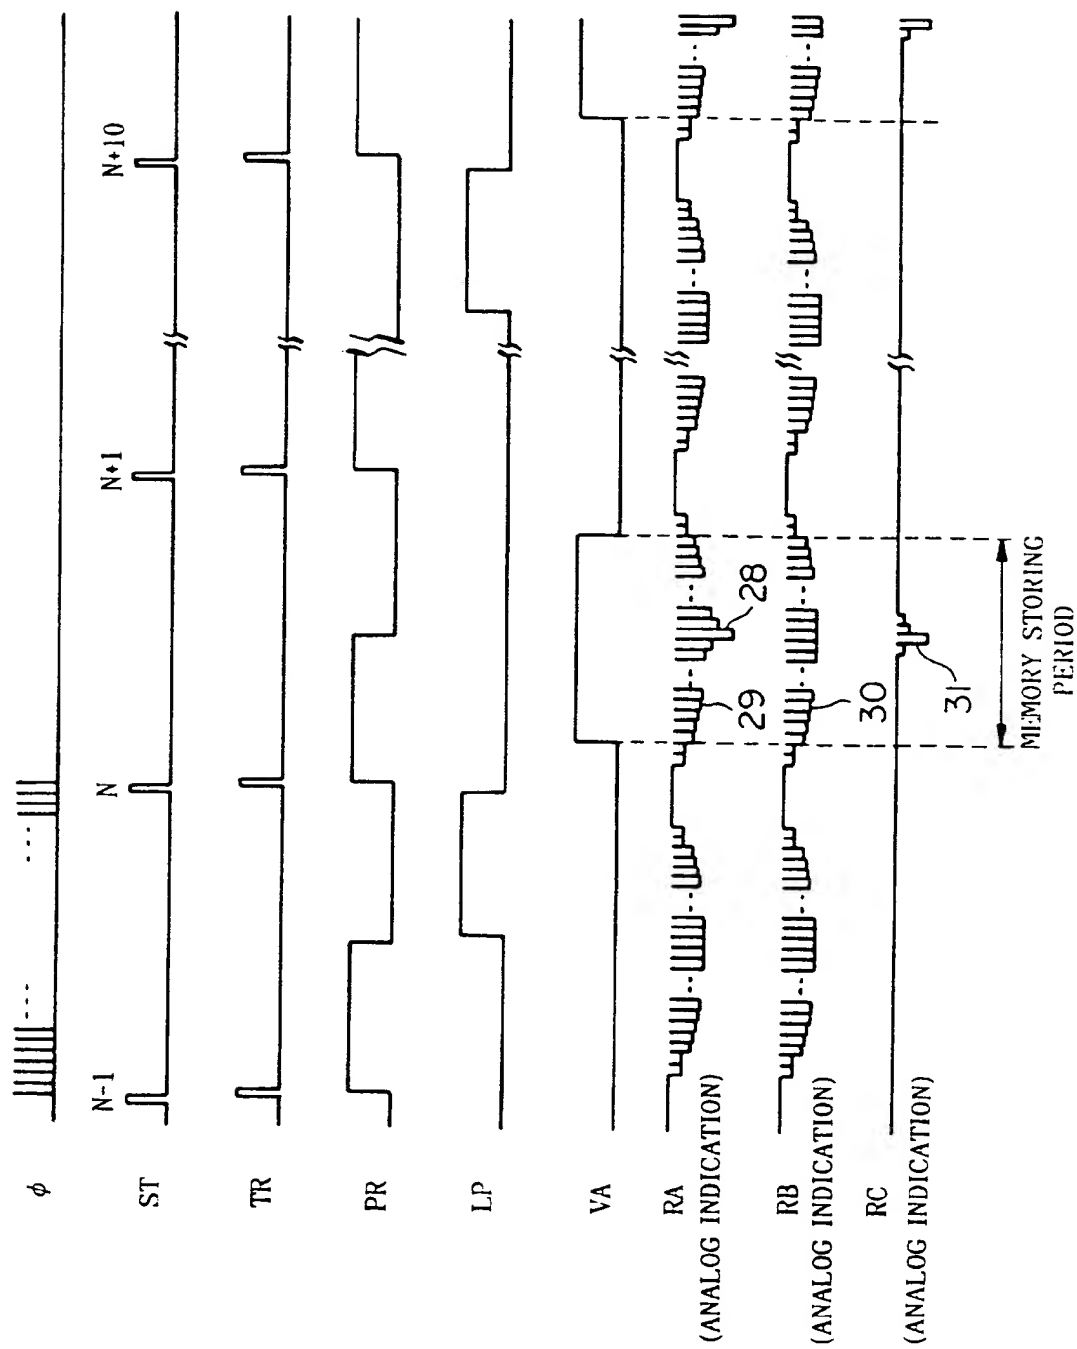 φ
N-1
N
N+1
N+10
ST
TR
PR
LP
VA
RA
(ANALOG INDICATION)
29
28
RB
(ANALOG INDICATION)
30
RC
(ANALOG INDICATION)
31
MEMORY STORING
PERIOD